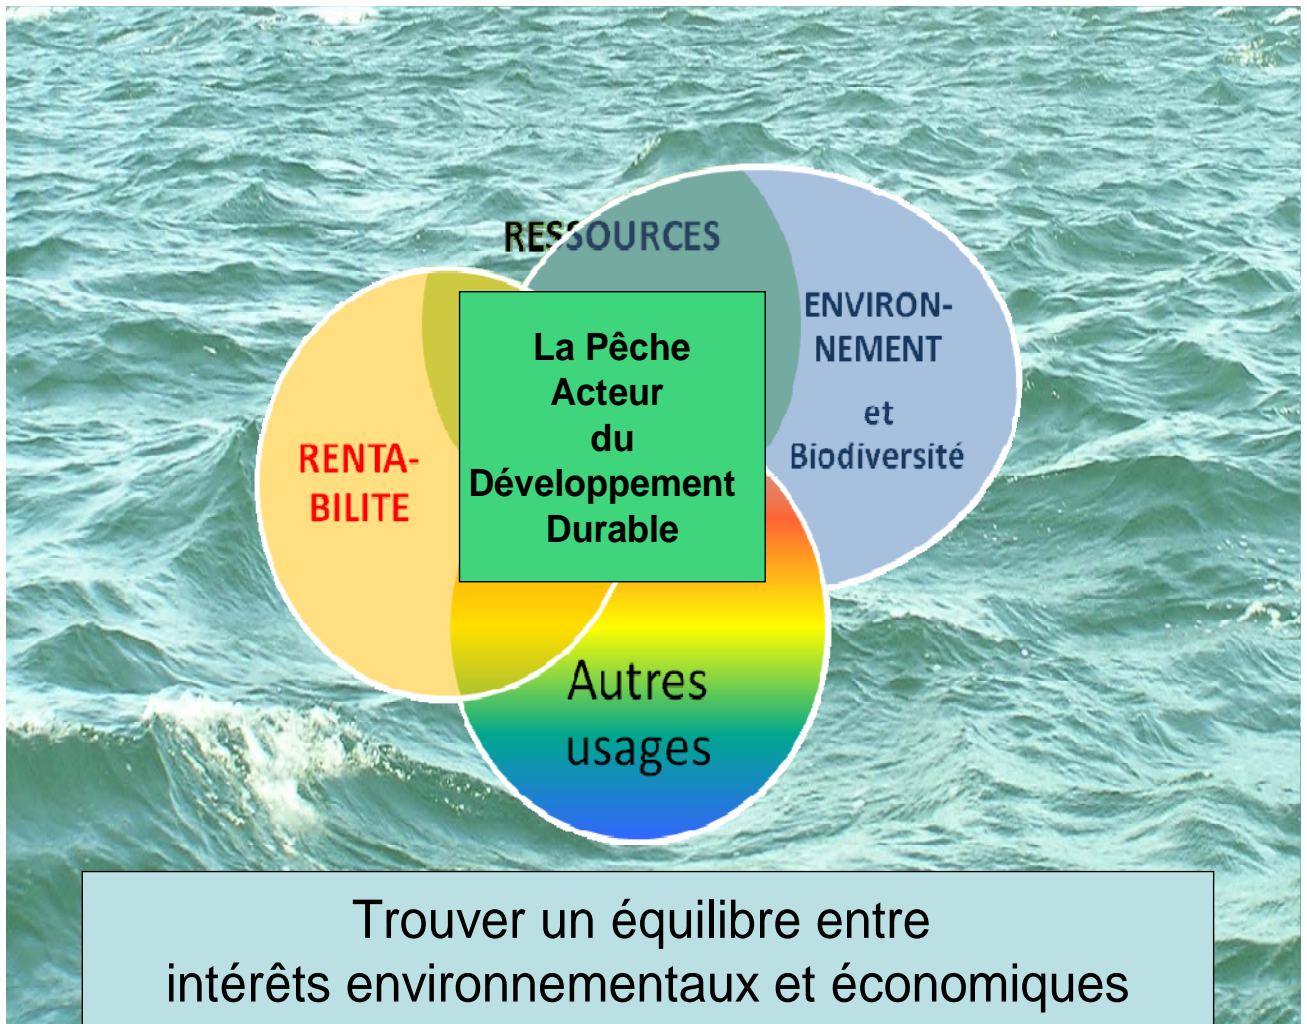 RESSOURCES
ENVIRON-
NEMENT
et
Biodiversité
La Pêche
Acteur
du
Développement
Durable
RENTA-
BILITE
Autres
usages
Trouver un équilibre entre
intérêts environnementaux et économiques